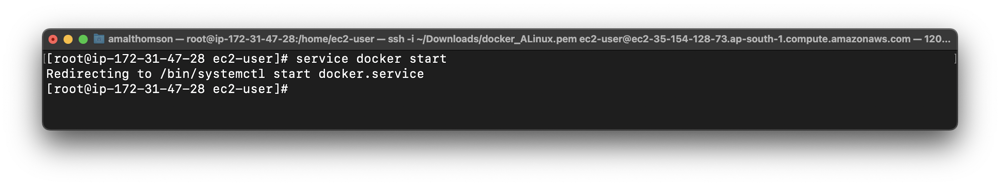 amalthomson — root@ip-172-31-47-28:/home/ec2-user — ssh -i ~/Downloads/docker_ALinux.pem ec2-user@ec2-35-154-128-73.ap-south-1.compute.amazonaws.com — 120...
[[root@ip-172-31-47-28 ec2-user]# service docker start ]
Redirecting to /bin/systemctl start docker.service
[root@ip-172-31-47-28 ec2-user]#